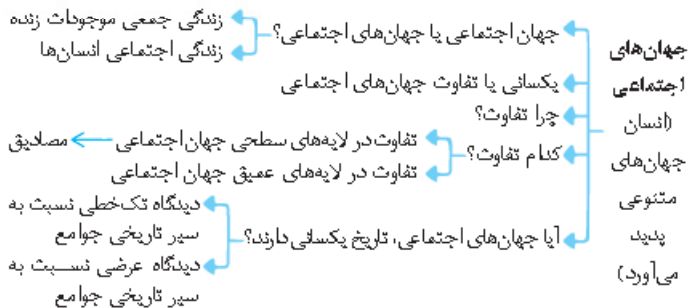 جهان‌های
اجتماعی
(انسان
جهان‌های
متنوعی
پدید
می‌آورد)
جهان اجتماعی یا جهان‌های اجتماعی؟
زندگی جمعی موجودات زنده
زندگی اجتماعی انسان‌ها
یکسانی یا تفاوت جهان‌های اجتماعی
چرا تفاوت؟
کدام تفاوت؟
تفاوت در لایه‌های سطحی جهان اجتماعی
مصادیق
تفاوت در لایه‌های عمیق جهان اجتماعی
آیا جهان‌های اجتماعی، تاریخ یکسانی دارند؟
دیدگاه تک‌خطی نسبت به
سیر تاریخی جوامع
دیدگاه عرضی نسبت به
سیر تاریخی جوامع